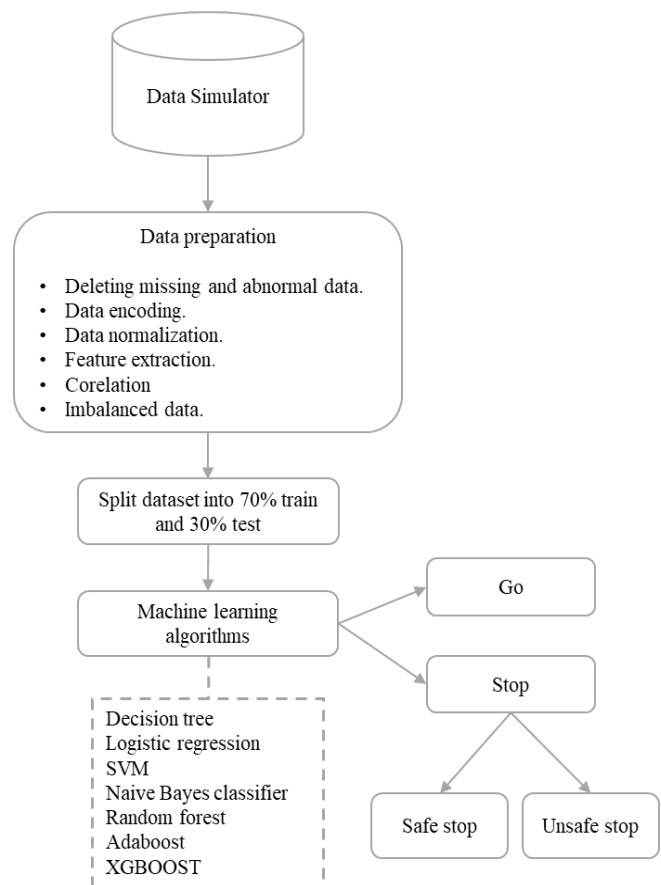 Data Simulator
Data preparation
• Deleting missing and abnormal data.
• Data encoding.
• Data normalization.
• Feature extraction.
• Corelation
• Imbalanced data.
Split dataset into 70% train
and 30% test
Machine learning
algorithms
Go
Stop
Decision tree
Logistic regression
SVM
Naive Bayes classifier
Random forest
Adaboost
XGBOOST
Safe stop
Unsafe stop